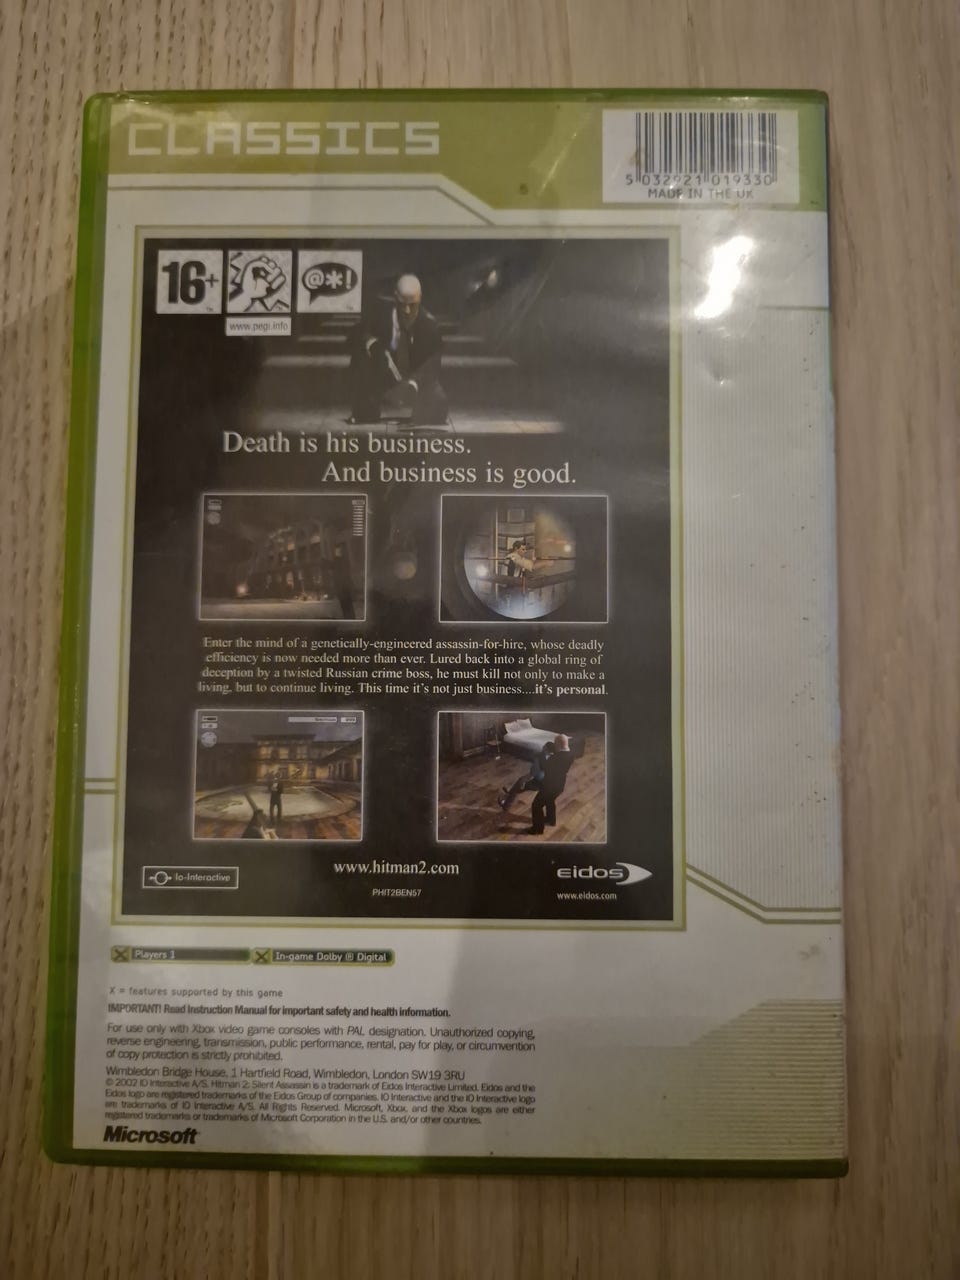 CLASSICS
5 032921 019330
MADE IN THE UK
16+
@*!
www.pegi.info
Death is his business.
And business is good.
Enter the mind of a genetically-engineered assassin-for-hire, whose deadly
efficiency is now needed more than ever. Lured back into a global ring of
deception by a twisted Russian crime boss, he must kill not only to make a
living, but to continue living. This time it's not just business....it's personal.
www.hitman2.com
Io-Interactive
PHIT2BEN57
eidos
www.eidos.com
Players 1
In-game Dolby ® Digital
X = features supported by this game
IMPORTANT! Read Instruction Manual for important safety and health information.
For use only with Xbox video game consoles with PAL designation. Unauthorized copying,
reverse engineering, transmission, public performance, rental, pay for play, or circumvention
of copy protection is strictly prohibited.
Wimbledon Bridge House, 1 Hartfield Road, Wimbledon, London SW19 3RU
© 2002 IO Interactive A/S. Hitman 2: Silent Assassin is a trademark of Eidos Interactive Limited. Eidos and the
Eidos logo are registered trademarks of the Eidos Group of companies. IO Interactive and the IO Interactive logo
are trademarks of IO Interactive A/S. All Rights Reserved. Microsoft, Xbox, and the Xbox logos are either
registered trademarks or trademarks of Microsoft Corporation in the U.S. and/or other countries.
Microsoft